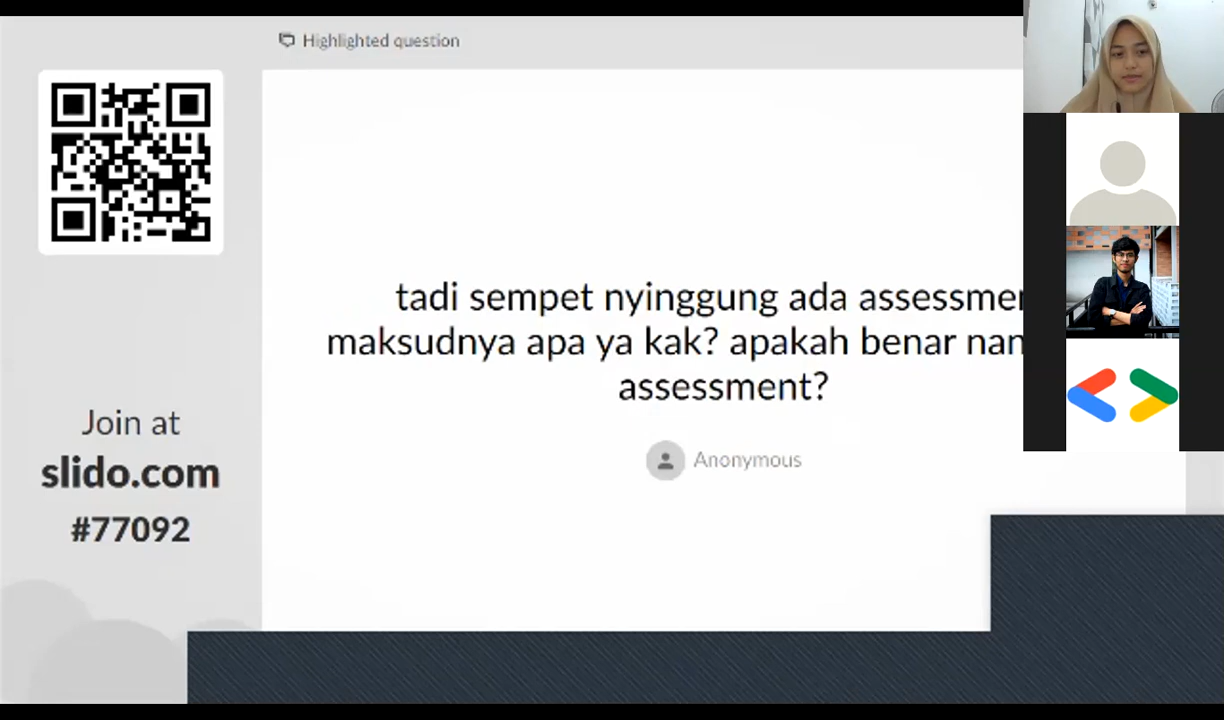 Highlighted question
tadi sempet nyinggung ada
maksudnya apa ya kak? apakah benar
assessment?
Anonymous
Join at
slido.com
#77092